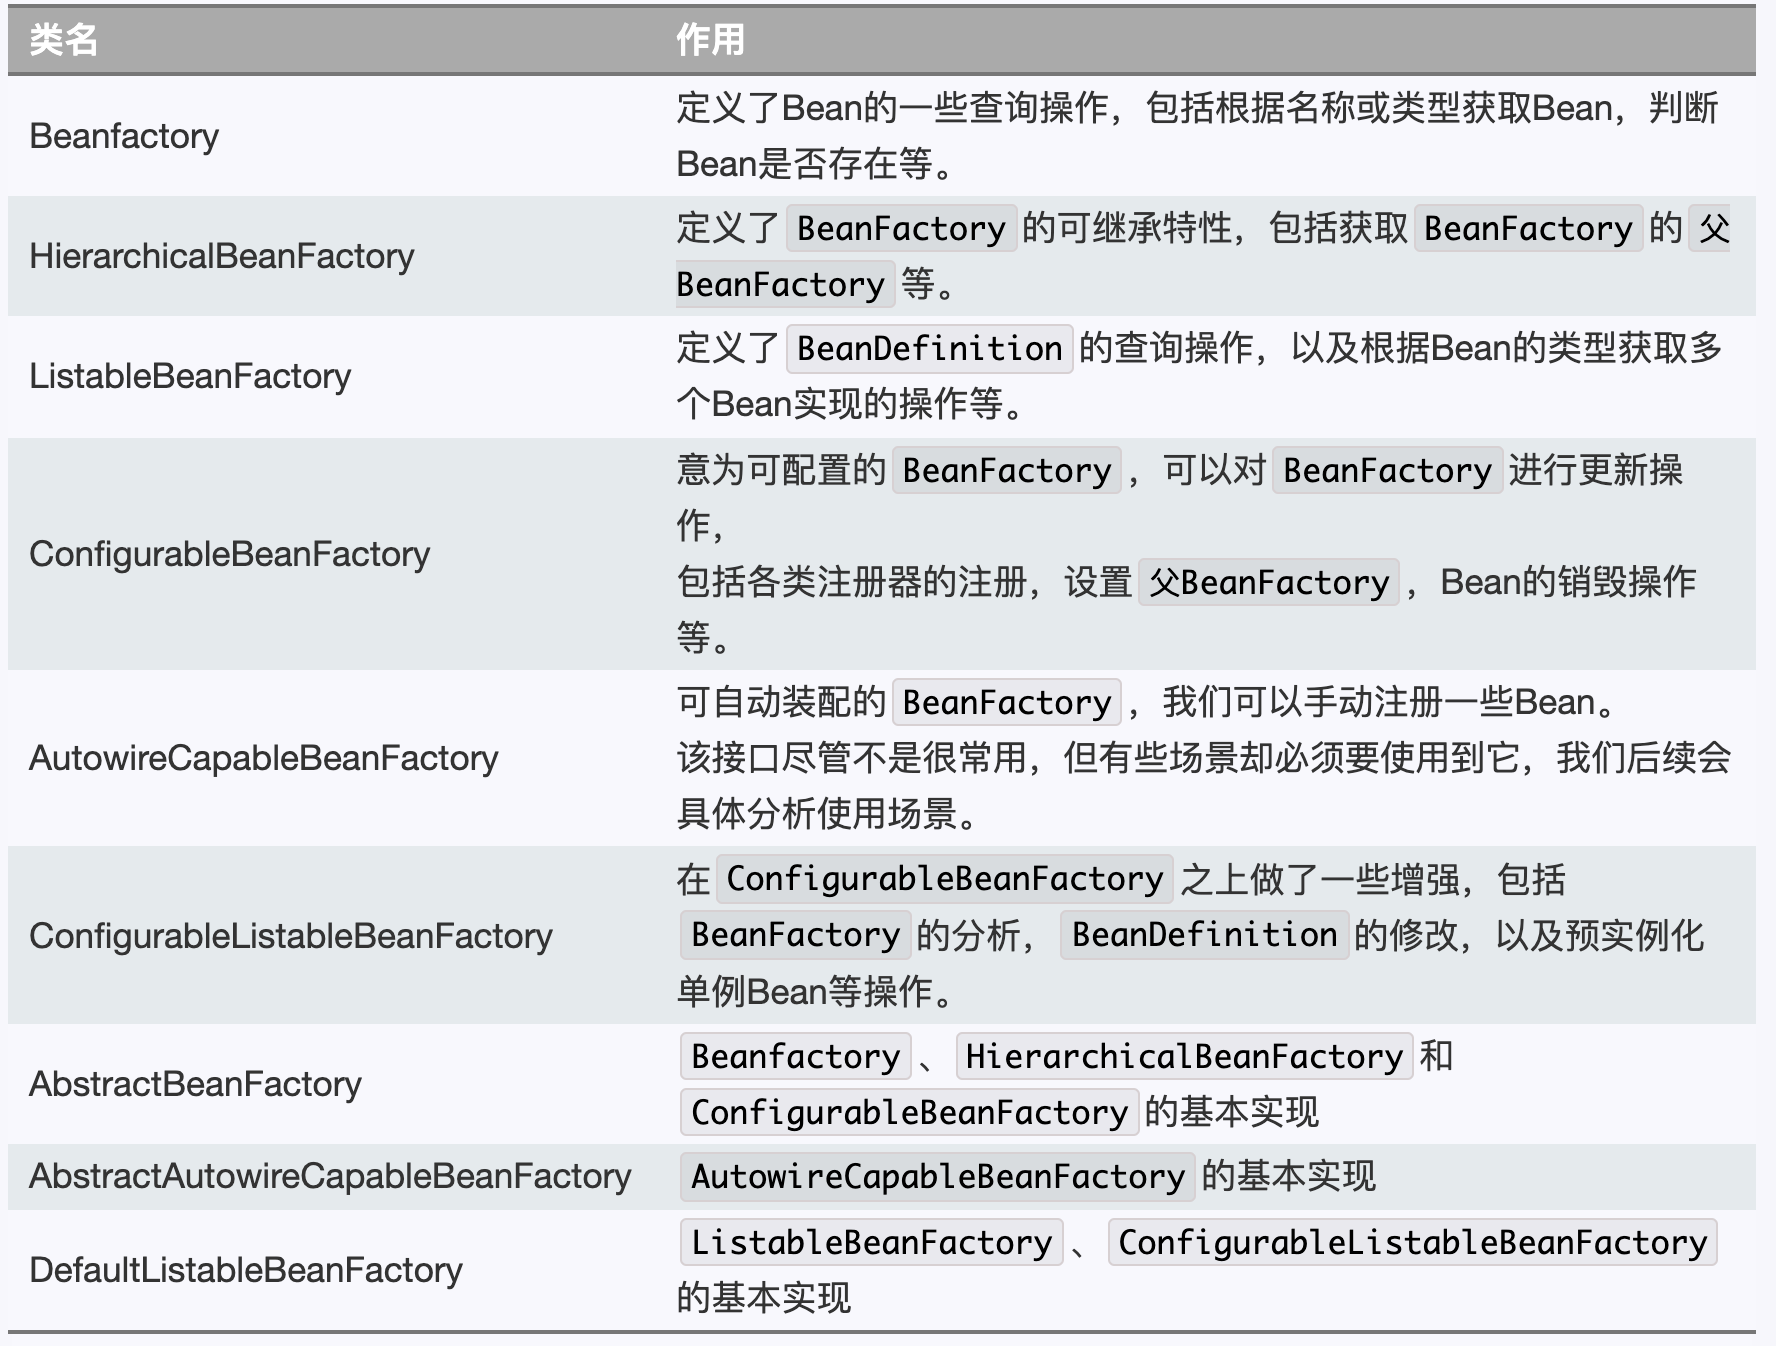 类名 作用
Beanfactory
定义了Bean的一些查询操作，包括根据名称或类型获取Bean，判断
Bean是否存在等。
HierarchicalBeanFactory
定义了 BeanFactory 的可继承特性，包括获取 BeanFactory 的 父
BeanFactory 等。
ListableBeanFactory
定义了 BeanDefinition 的查询操作，以及根据Bean的类型获取多
个Bean实现的操作等。
ConfigurableBeanFactory
意为可配置的 BeanFactory ，可以对 BeanFactory 进行更新操
作，
包括各类注册器的注册，设置 父BeanFactory ，Bean的销毁操作
等。
AutowireCapableBeanFactory
可自动装配的 BeanFactory ，我们可以手动注册一些Bean。
该接口尽管不是很常用，但有些场景却必须要使用到它，我们后续会
具体分析使用场景。
ConfigurableListableBeanFactory
在 ConfigurableBeanFactory 之上做了一些增强，包括
BeanFactory 的分析， BeanDefinition 的修改，以及预实例化
单例Bean等操作。
AbstractBeanFactory
Beanfactory 、 HierarchicalBeanFactory 和
ConfigurableBeanFactory 的基本实现
AbstractAutowireCapableBeanFactory AutowireCapableBeanFactory 的基本实现
DefaultListableBeanFactory
ListableBeanFactory 、 ConfigurableListableBeanFactory
的基本实现